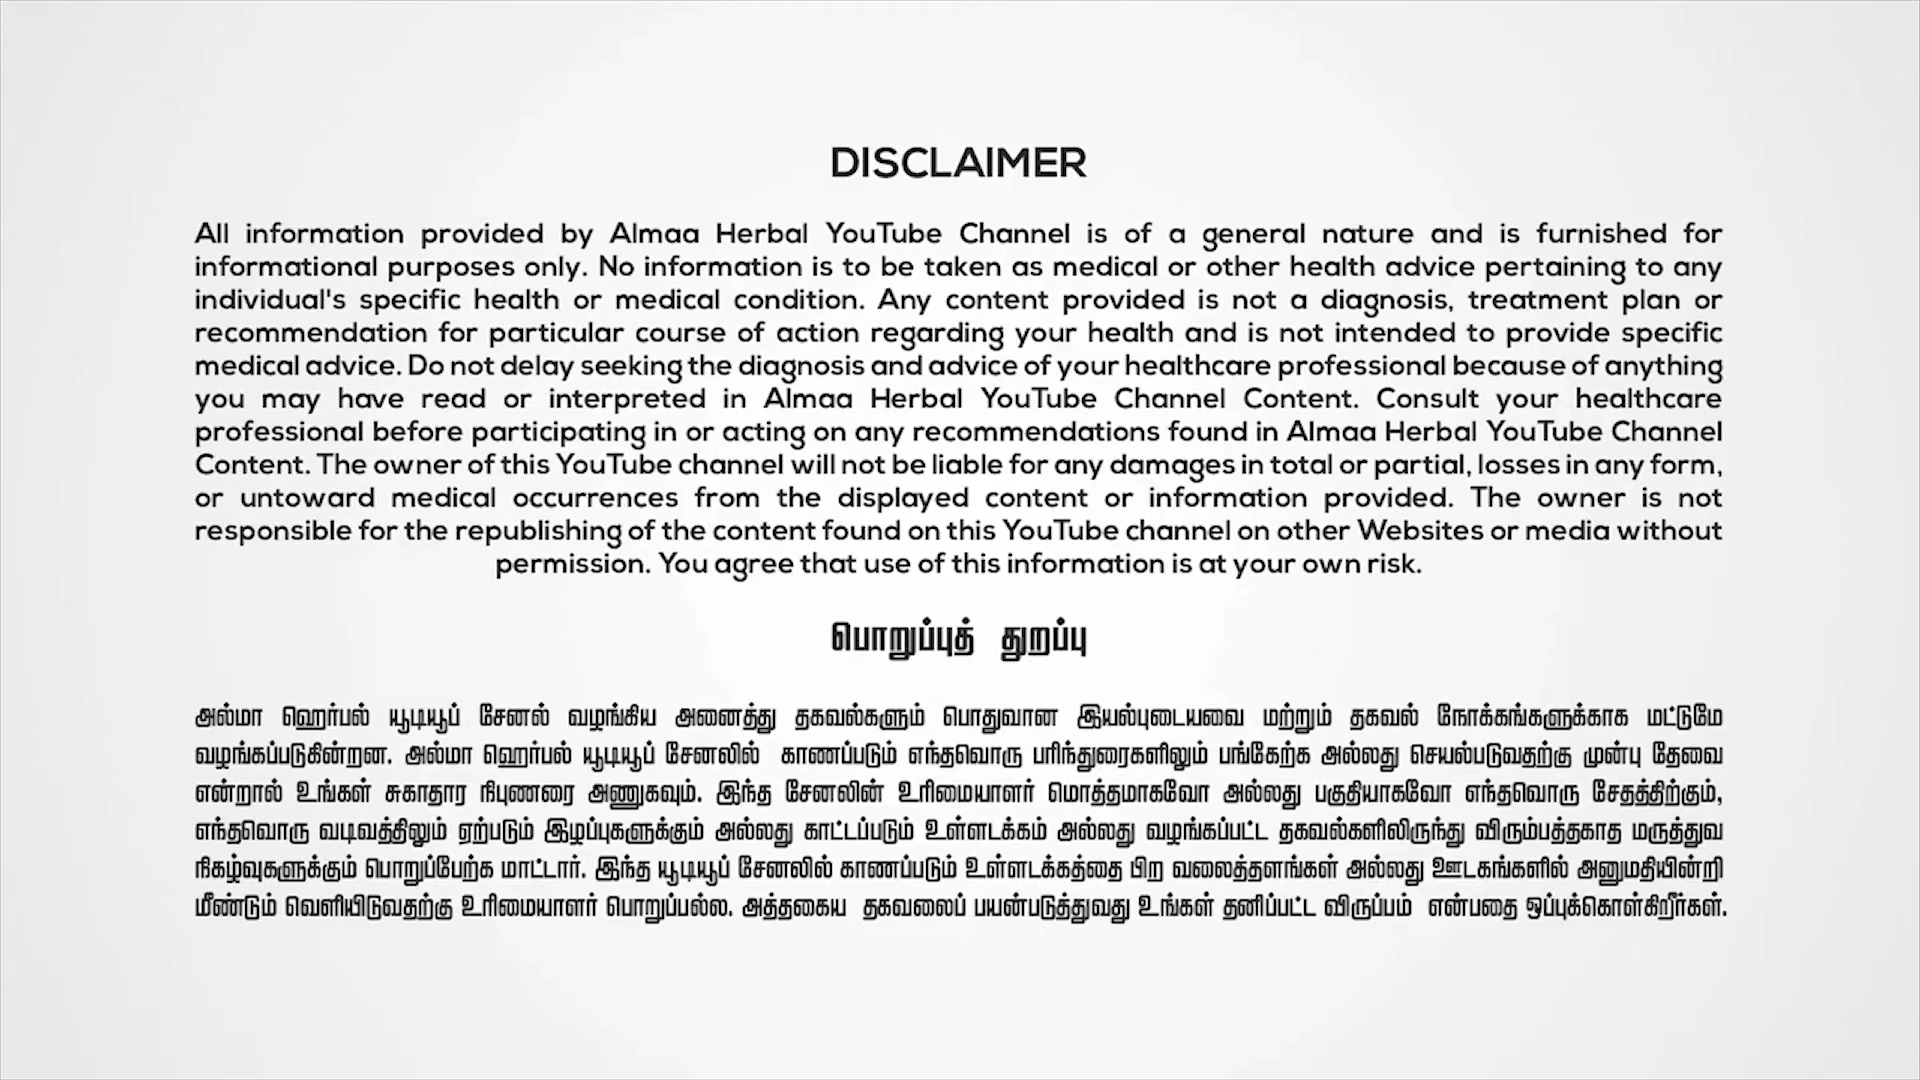 DISCLAIMER
All information provided by Almaa Herbal YouTube Channel is of a general nature and is furnished for
informational purposes only. No information is to be taken as medical or other health advice pertaining to any
individual's specific health or medical condition. Any content provided is not a diagnosis, treatment plan or
recommendation for particular course of action regarding your health and is not intended to provide specific
medical advice. Do not delay seeking the diagnosis and advice of your healthcare professional because of anything
you may have read or interpreted in Almaa Herbal YouTube Channel Content. Consult your healthcare
professional before participating in or acting on any recommendations found in Almaa Herbal YouTube Channel
Content. The owner of this YouTube channel will not be liable for any damages in total or partial, losses in any form,
or untoward medical occurrences from the displayed content or information provided. The owner is not
responsible for the republishing of the content found on this YouTube channel on other Websites or media without
permission. You agree that use of this information is at your own risk.
பொறுப்புத் துறப்பு
அல்மா ஹெர்பல் யூடியூப் சேனல் வழங்கிய அனைத்து தகவல்களும் பொதுவான இயல்புடையவை மற்றும் தகவல் நோக்கங்களுக்காக மட்டுமே
வழங்கப்படுகின்றன. அல்மா ஹெர்பல் யூடியூப் சேனலில் காணப்படும் எந்தவொரு பரிந்துரைகளிலும் பங்கேற்க அல்லது செயல்படுவதற்கு முன்பு தேவை
என்றால் உங்கள் சுகாதார நிபுணரை அணுகவும். இந்த சேனலின் உரிமையாளர் மொத்தமாகவோ அல்லது பகுதியாகவோ எந்தவொரு சேதத்திற்கும்,
எந்தவொரு வடிவத்திலும் ஏற்படும் இழப்புகளுக்கும் அல்லது காட்டப்படும் உள்ளடக்கம் அல்லது வழங்கப்பட்ட தகவல்களிலிருந்து விரும்பத்தகாத மருத்துவ
நிகழ்வுகளுக்கும் பொறுப்பேற்க மாட்டார். இந்த யூடியூப் சேனலில் காணப்படும் உள்ளடக்கத்தை பிற வலைத்தளங்கள் அல்லது ஊடகங்களில் அனுமதியின்றி
மீண்டும் வெளியிடுவதற்கு உரிமையாளர் பொறுப்பல்ல. அத்தகைய தகவலைப் பயன்படுத்துவது உங்கள் தனிப்பட்ட விருப்பம் என்பதை ஒப்புக்கொள்கிறீர்கள்.